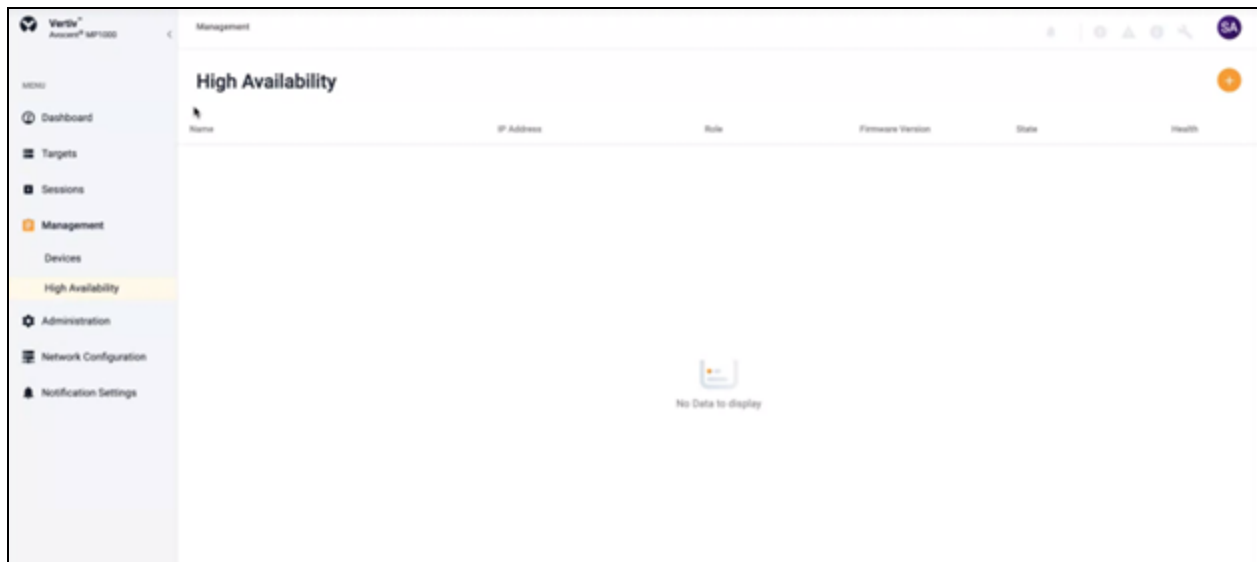 Vertiv™
Avocent® MP1000
Management
SA
MENU
High Availability
Dashboard
Name
IP Address
Role
Firmware Version
State
Health
Targets
Sessions
Management
Devices
High Availability
Administration
Network Configuration
Notification Settings
No Data to display